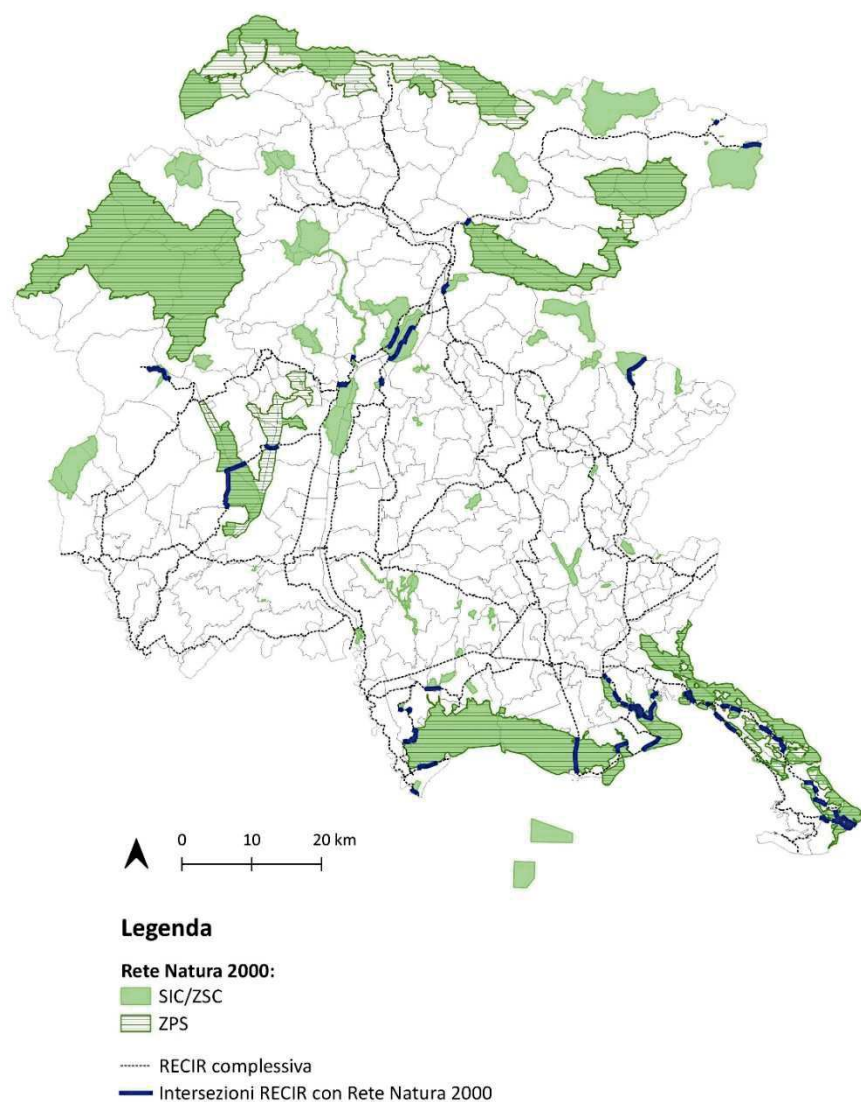 0 10 20 km
Legenda
Rete Natura 2000:
SIC/ZSC
ZPS
RECIR complessiva
Intersezioni RECIR con Rete Natura 2000